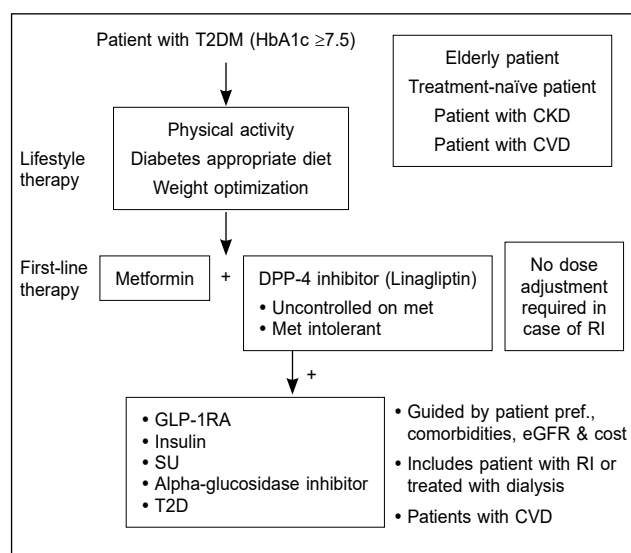 Patient with T2DM (HbA1c ≥7.5)
Elderly patient
Treatment-naïve patient
Patient with CKD
Patient with CVD
Lifestyle
therapy
Physical activity
Diabetes appropriate diet
Weight optimization
First-line
therapy
Metformin
+
DPP-4 inhibitor (Linagliptin)
• Uncontrolled on met
• Met intolerant
No dose
adjustment
required in
case of RI
+
• GLP-1RA
• Insulin
• SU
• Alpha-glucosidase inhibitor
• T2D
• Guided by patient pref.,
comorbidities, eGFR & cost
• Includes patient with RI or
treated with dialysis
• Patients with CVD